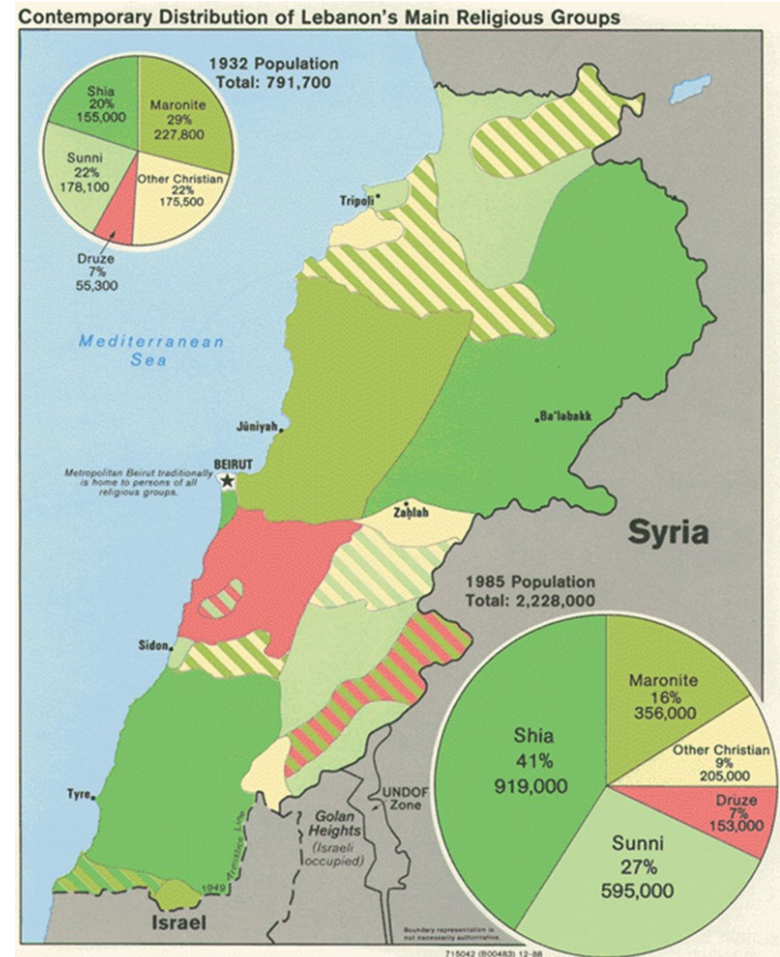 Contemporary Distribution of Lebanon's Main Religious Groups
1932 Population
Total: 791,700
Shia
20%
155,000
Maronite
29%
227,800
Sunni
22%
178,100
Other Christian
22%
175,500
Druze
7%
55,300
Tripoli
Mediterranean
Sea
Jūniyah
Ba'labakk
BEIRUT
Metropolitan Beirut traditionally
is home to persons of all
religious groups.
Zaḥlah
Syria
1985 Population
Total: 2,228,000
Sidon
Maronite
16%
356,000
Shia
41%
919,000
Other Christian
9%
205,000
Druze
7%
153,000
Sunni
27%
595,000
Tyre
UNDOF
Zone
Golan
Heights
(Israeli
occupied)
1949 Armistice Line
Israel
Boundary representation is
not necessarily authoritative.
715042 (B00483) 12-88